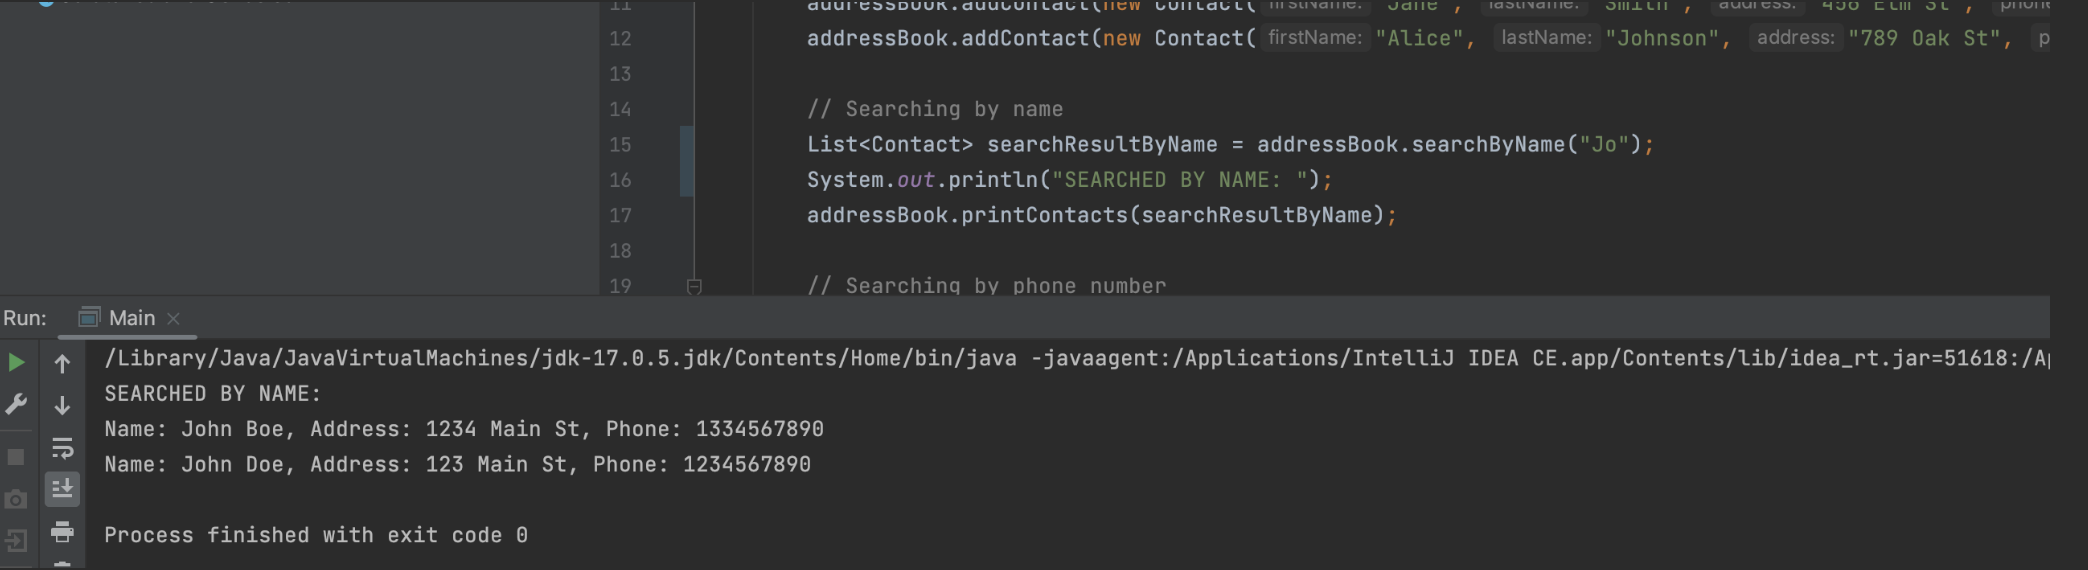 11 addressBook.addContact(new Contact( firstName: "Jane", lastName: "Smith", address: "456 Elm St", phone
12 addressBook.addContact(new Contact( firstName: "Alice", lastName: "Johnson", address: "789 Oak St", p
13
14 // Searching by name
15 List<Contact> searchResultByName = addressBook.searchByName("Jo");
16 System.out.println("SEARCHED BY NAME: ");
17 addressBook.printContacts(searchResultByName);
18
19 // Searching by phone number
Run: Main
/Library/Java/JavaVirtualMachines/jdk-17.0.5.jdk/Contents/Home/bin/java -javaagent:/Applications/IntelliJ IDEA CE.app/Contents/lib/idea_rt.jar=51618:/Ap
SEARCHED BY NAME:
Name: John Boe, Address: 1234 Main St, Phone: 1334567890
Name: John Doe, Address: 123 Main St, Phone: 1234567890
Process finished with exit code 0